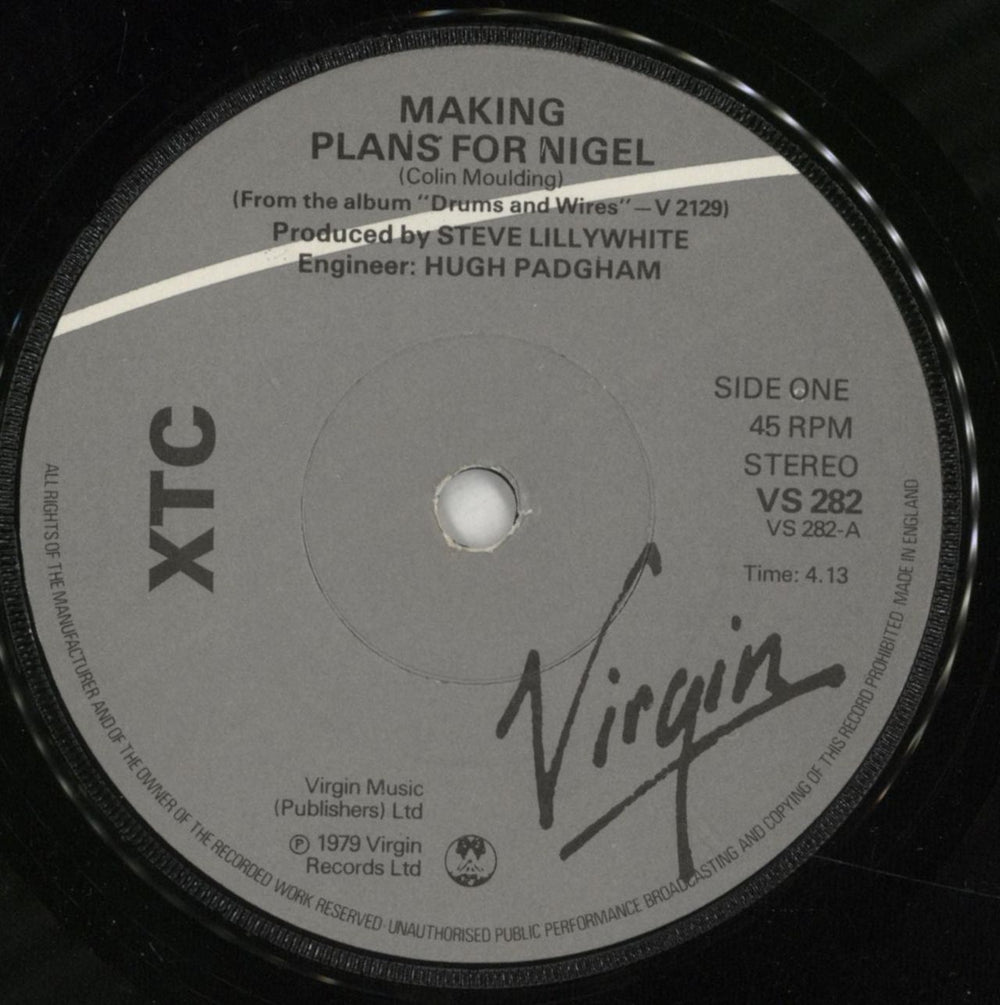 MAKING
PLANS FOR NIGEL
(Colin Moulding)
(From the album "Drums and Wires" — V 2129)
Produced by STEVE LILLYWHITE
Engineer: HUGH PADGHAM
XTC
SIDE ONE
45 RPM
STEREO
VS 282
VS 282-A
Time: 4.13
Virgin
Virgin Music
(Publishers) Ltd
Ⓟ 1979 Virgin
Records Ltd
ALL RIGHTS OF THE MANUFACTURER AND OF THE OWNER OF THE RECORDED WORK RESERVED UNAUTHORISED PUBLIC PERFORMANCE BROADCASTING AND COPYING OF THIS RECORD PROHIBITED MADE IN ENGLAND